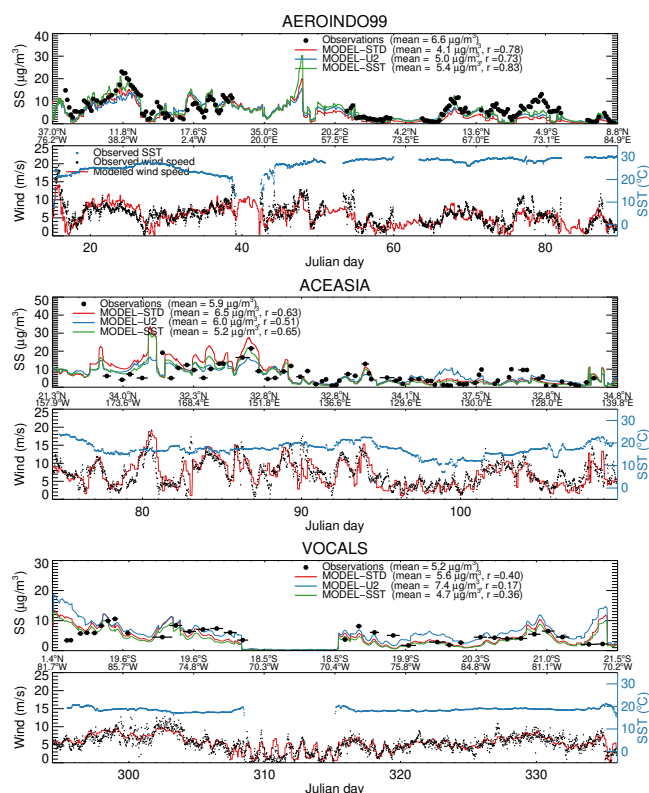 AEROINDO99
SS (μg/m³)
40
30
20
10
0
Observations (mean = 6.6 μg/m³)
MODEL-STD (mean = 4.1 μg/m³, r =0.78)
MODEL-U2 (mean = 5.0 μg/m³, r =0.73)
MODEL-SST (mean = 5.4 μg/m³, r =0.83)
37.0°N 11.8°N 17.6°N 35.0°N 20.2°N 4.2°N 13.6°N 4.9°N 8.8°N
76.2°W 38.2°W 2.4°W 20.0°E 57.5°E 73.5°E 67.0°E 73.1°E 84.9°E
Wind (m/s)
25
20
15
10
5
0
Observed SST
Observed wind speed
Modeled wind speed
30
20
10
0
SST (°C)
20 40 60 80
Julian day
ACEASIA
SS (μg/m³)
50
40
30
20
10
0
Observations (mean = 5.9 μg/m³)
MODEL-STD (mean = 6.5 μg/m³, r =0.63)
MODEL-U2 (mean = 6.0 μg/m³, r =0.51)
MODEL-SST (mean = 5.2 μg/m³, r =0.65)
21.3°N 34.0°N 32.3°N 32.8°N 32.8°N 34.1°N 37.5°N 32.8°N 34.8°N
157.9°W 173.6°W 168.4°E 151.8°E 136.6°E 129.6°E 130.0°E 128.0°E 139.8°E
Wind (m/s)
25
20
15
10
5
0
30
20
10
0
SST (°C)
80 90 100
Julian day
VOCALS
SS (μg/m³)
30
20
10
0
Observations (mean = 5.2 μg/m³)
MODEL-STD (mean = 5.6 μg/m³, r =0.40)
MODEL-U2 (mean = 7.4 μg/m³, r =0.17)
MODEL-SST (mean = 4.7 μg/m³, r =0.36)
1.4°N 19.6°S 19.6°S 18.5°S 18.5°S 19.9°S 20.3°S 21.0°S 21.5°S
81.7°W 85.7°W 74.8°W 70.3°W 70.4°W 75.8°W 84.8°W 81.1°W 70.2°W
Wind (m/s)
25
20
15
10
5
0
30
20
10
0
SST (°C)
300 310 320 330
Julian day